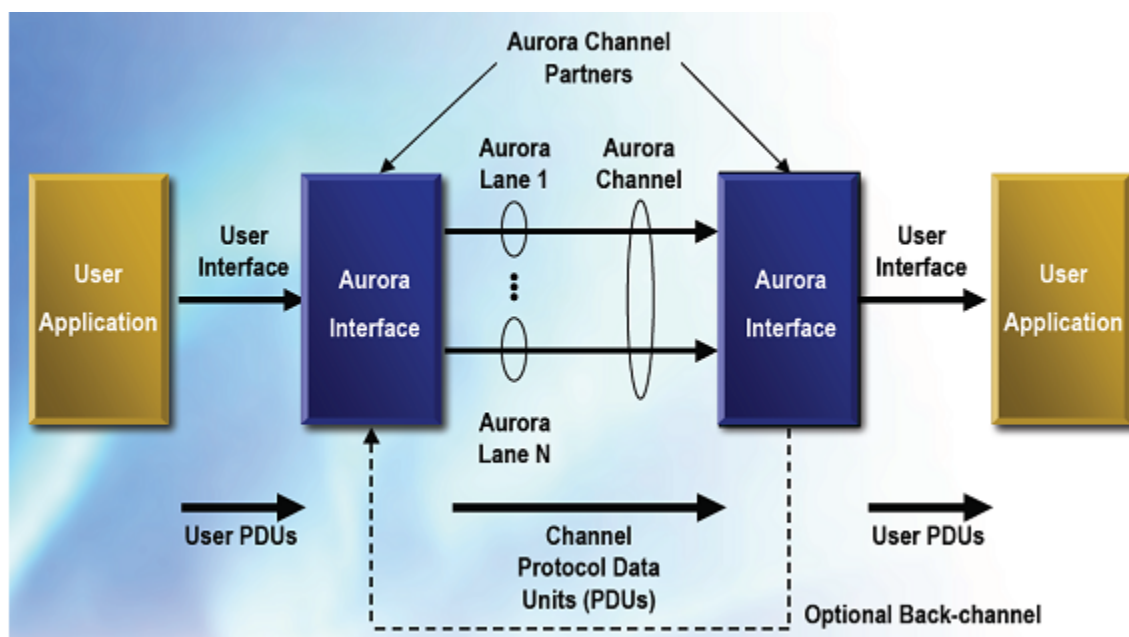 Aurora Channel
Partners
Aurora
Lane 1
Aurora
Channel
User
Interface
User
Interface
User
Application
Aurora
Interface
Aurora
Interface
User
Application
Aurora
Lane N
User PDUs
Channel
Protocol Data
Units (PDUs)
User PDUs
Optional Back-channel